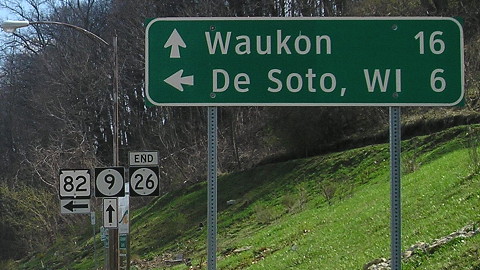 Waukon 16
De Soto, WI 6
END
82 9 26